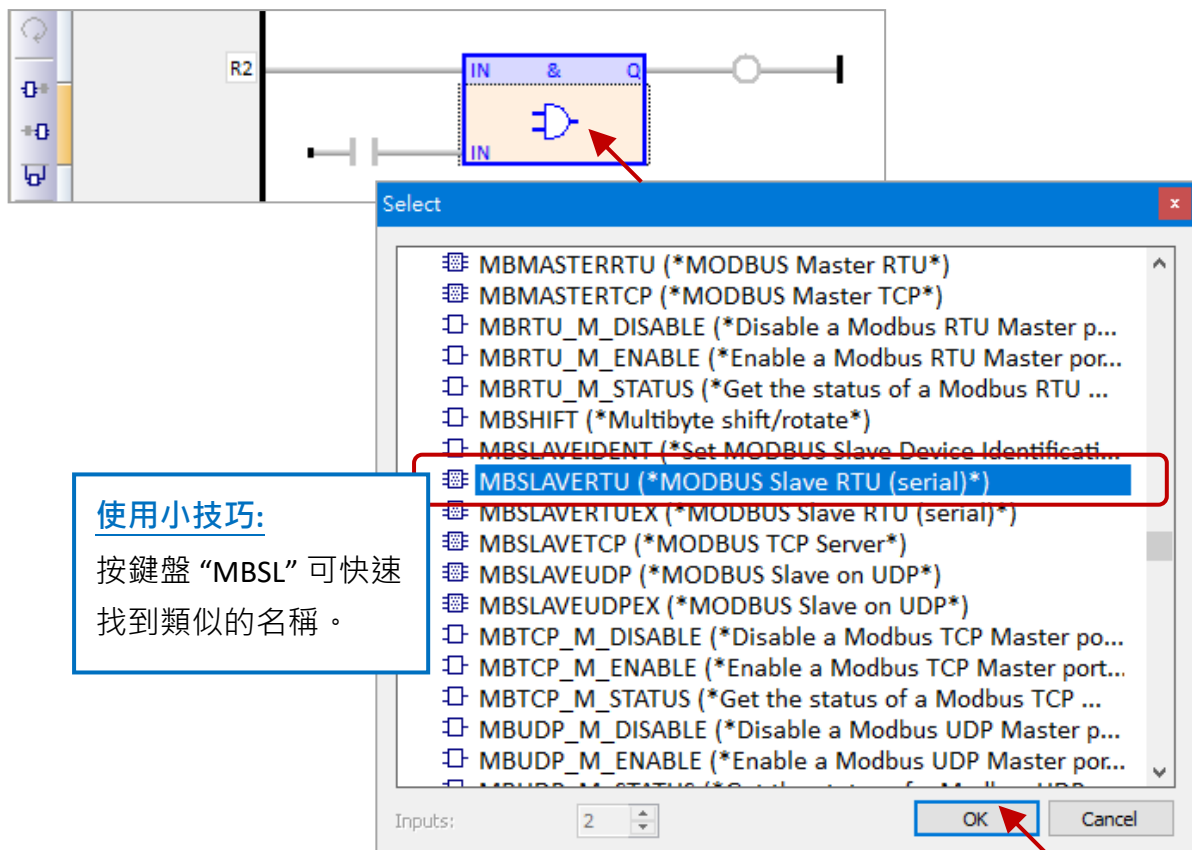 R2
IN & Q
IN
Select
MBMASTERRTU (*MODBUS Master RTU*)
MBMASTERTCP (*MODBUS Master TCP*)
MBRTU_M_DISABLE (*Disable a Modbus RTU Master p...
MBRTU_M_ENABLE (*Enable a Modbus RTU Master por...
MBRTU_M_STATUS (*Get the status of a Modbus RTU ...
MBSHIFT (*Multibyte shift/rotate*)
MBSLAVEIDENT (*Set MODBUS Slave Device Identificati...
MBSLAVERTU (*MODBUS Slave RTU (serial)*)
MBSLAVERTUEX (*MODBUS Slave RTU (serial)*)
MBSLAVETCP (*MODBUS TCP Server*)
MBSLAVEUDP (*MODBUS Slave on UDP*)
MBSLAVEUDPEX (*MODBUS Slave on UDP*)
MBTCP_M_DISABLE (*Disable a Modbus TCP Master po...
MBTCP_M_ENABLE (*Enable a Modbus TCP Master port...
MBTCP_M_STATUS (*Get the status of a Modbus TCP ...
MBUDP_M_DISABLE (*Disable a Modbus UDP Master p...
MBUDP_M_ENABLE (*Enable a Modbus UDP Master por...
使用小技巧:
按鍵盤 “MBSL” 可快速
找到類似的名稱。
Inputs: 2 OK Cancel